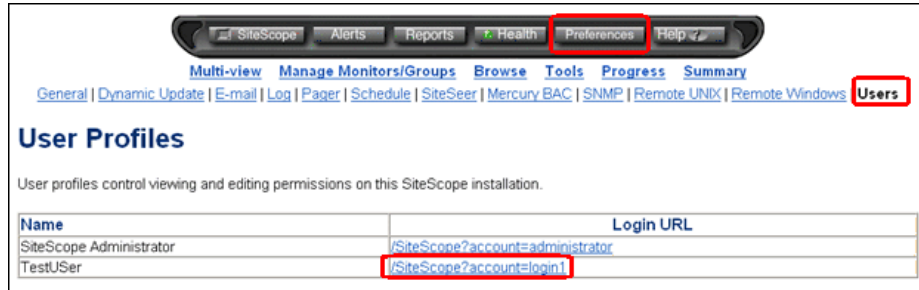 SiteScope Alerts Reports Health Preferences Help
Multi-view Manage Monitors/Groups Browse Tools Progress Summary
General | Dynamic Update | E-mail | Log | Pager | Schedule | SiteSeer | Mercury BAC | SNMP | Remote UNIX | Remote Windows | Users
User Profiles
User profiles control viewing and editing permissions on this SiteScope installation.
Name Login URL
SiteScope Administrator /SiteScope?account=administrator
TestUSer /SiteScope?account=login1